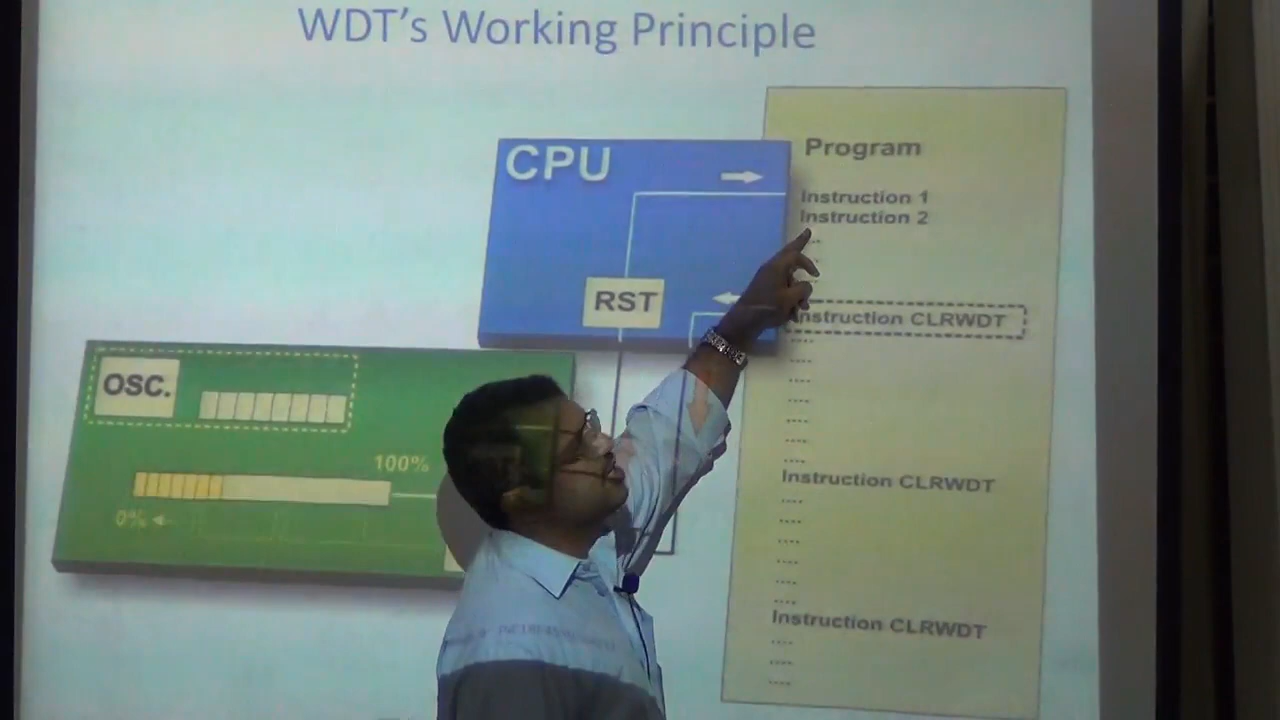 WDT's Working Principle
CPU
RST
OSC.
100%
0%
Program
Instruction 1
Instruction 2
....
Instruction CLRWDT
....
....
....
....
....
....
Instruction CLRWDT
....
....
....
....
....
....
Instruction CLRWDT
....
....
....